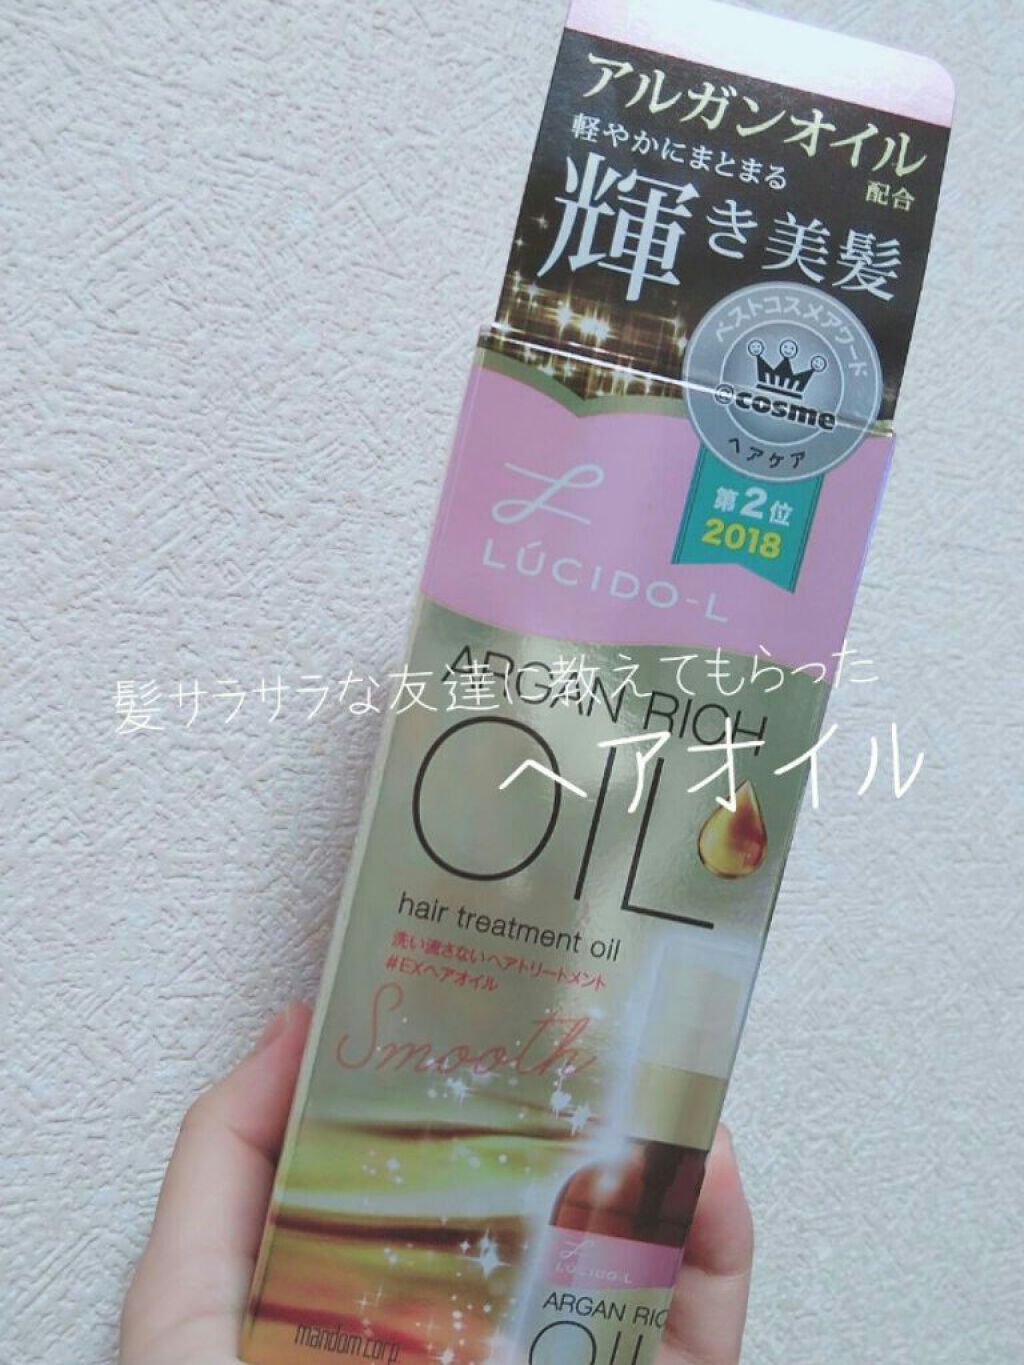 アルガンオイル
配合
軽やかにまとまる
輝き美髪
ベストコスメアワード
@cosme
ヘアケア
第2位
2018
L
LÚCIDO-L
髪サラサラな友達に教えてもらった
ヘアオイル
ARGAN RICH
OIL
hair treatment oil
洗い流さないヘアトリートメント
#EXヘアオイル
Smooth
L
LÚCIDO-L
ARGAN RIC
OIL
mandom corp.